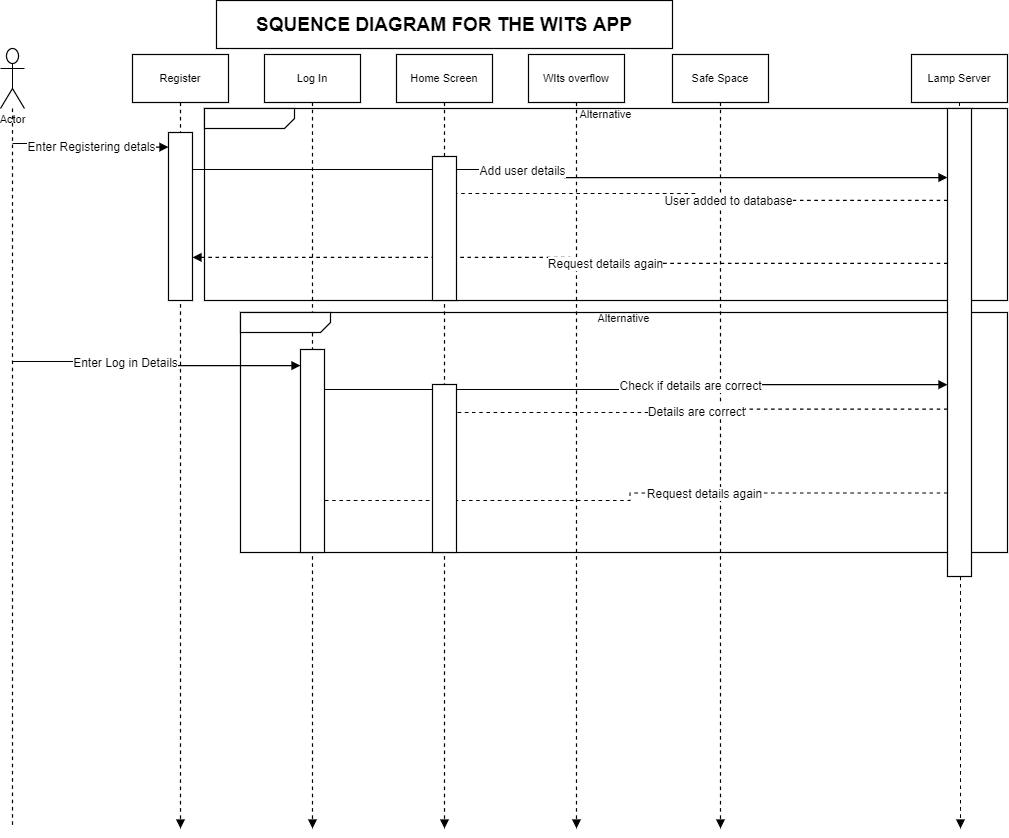 SQUENCE DIAGRAM FOR THE WITS APP
Register
Log In
Home Screen
WIts overflow
Safe Space
Lamp Server
Actor
Alternative
Enter Registering detals
Add user details
User added to database
Request details again
Alternative
Enter Log in Details
Check if details are correct
Details are correct
Request details again